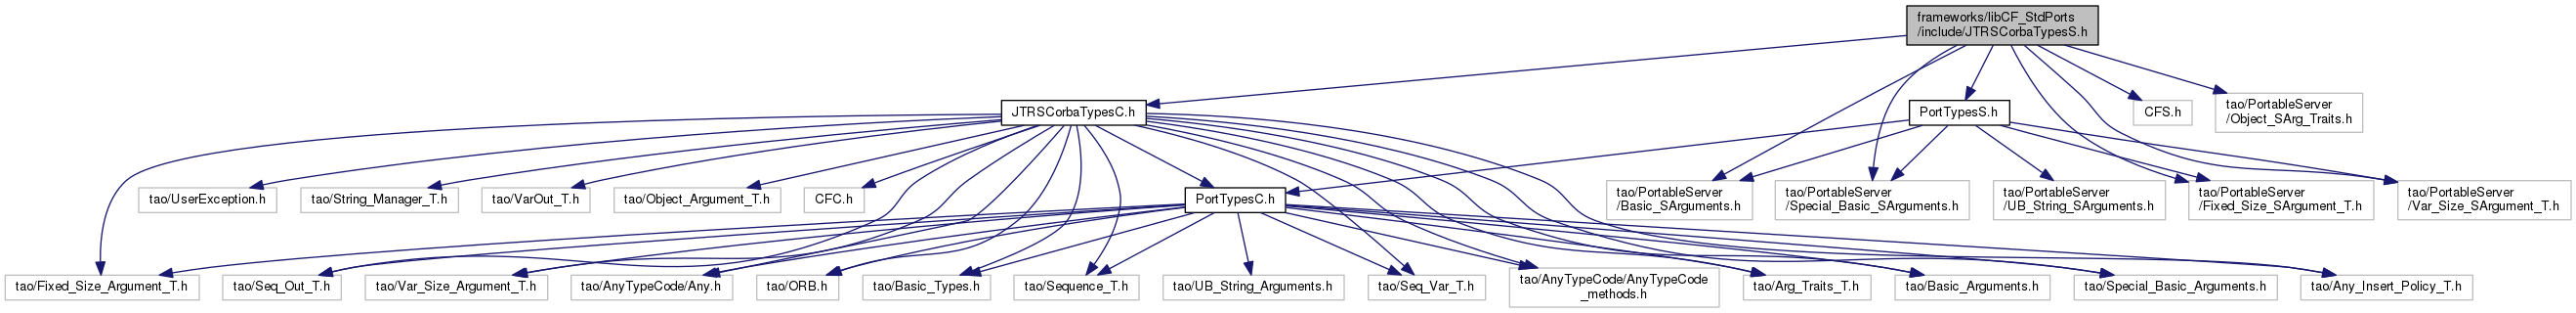 frameworks/libCF_StdPorts
/include/JTRSCorbaTypesS.h
JTRSCorbaTypesC.h
PortTypesS.h
CFS.h
tao/PortableServer
/Object_SArg_Traits.h
tao/UserException.h
tao/String_Manager_T.h
tao/VarOut_T.h
tao/Object_Argument_T.h
CFC.h
PortTypesC.h
tao/PortableServer
/Basic_SArguments.h
tao/PortableServer
/Special_Basic_SArguments.h
tao/PortableServer
/UB_String_SArguments.h
tao/PortableServer
/Fixed_Size_SArgument_T.h
tao/PortableServer
/Var_Size_SArgument_T.h
tao/Fixed_Size_Argument_T.h
tao/Seq_Out_T.h
tao/Var_Size_Argument_T.h
tao/AnyTypeCode/Any.h
tao/ORB.h
tao/Basic_Types.h
tao/Sequence_T.h
tao/UB_String_Arguments.h
tao/Seq_Var_T.h
tao/AnyTypeCode/AnyTypeCode
_methods.h
tao/Arg_Traits_T.h
tao/Basic_Arguments.h
tao/Special_Basic_Arguments.h
tao/Any_Insert_Policy_T.h